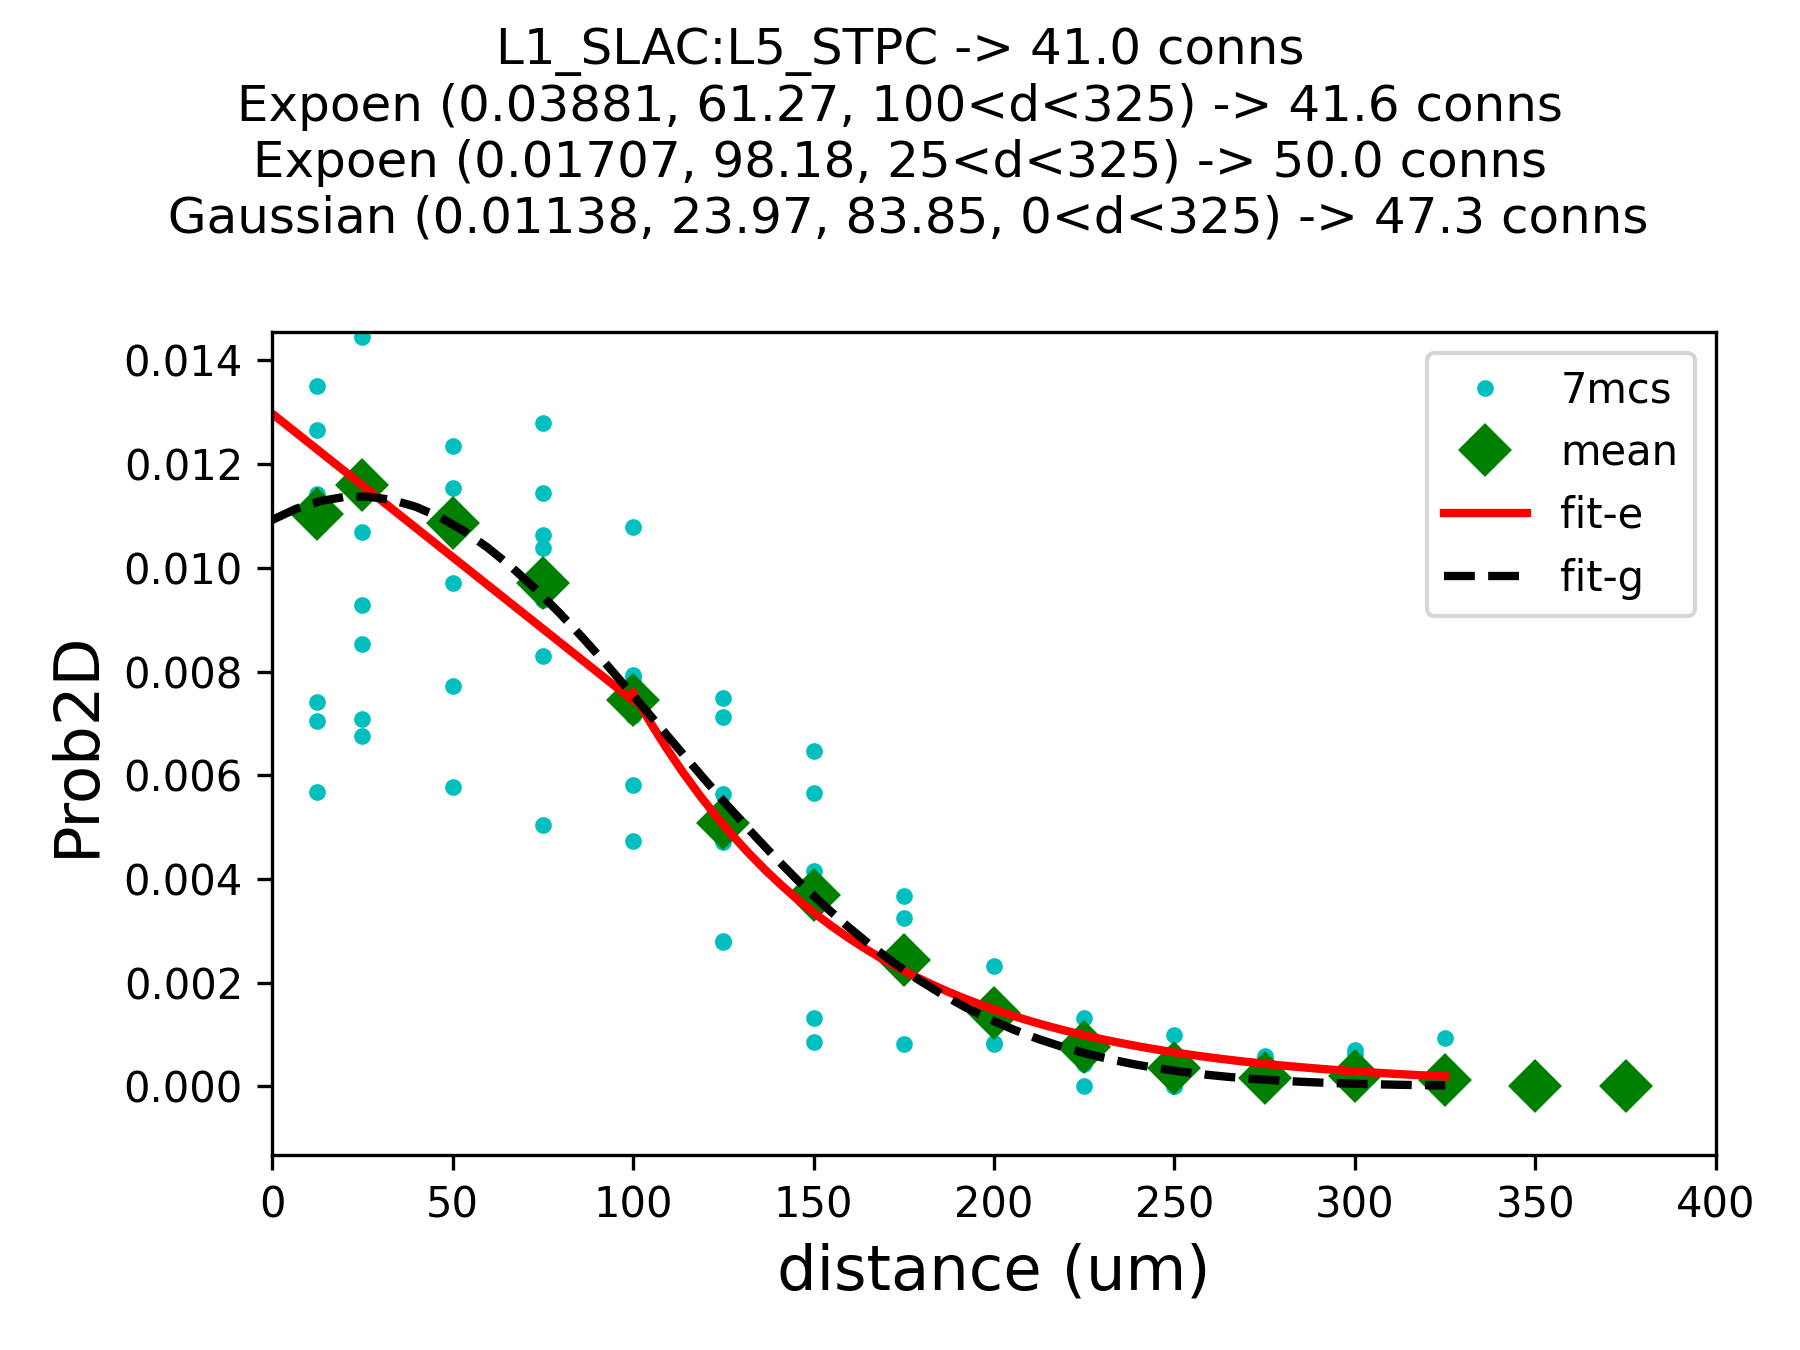 L1_SLAC:L5_STPC -> 41.0 conns
Expoen (0.03881, 61.27, 100<d<325) -> 41.6 conns
Expoen (0.01707, 98.18, 25<d<325) -> 50.0 conns
Gaussian (0.01138, 23.97, 83.85, 0<d<325) -> 47.3 conns
7mcs
mean
fit-e
fit-g
Prob2D
0.014
0.012
0.010
0.008
0.006
0.004
0.002
0.000
0 50 100 150 200 250 300 350 400
distance (um)